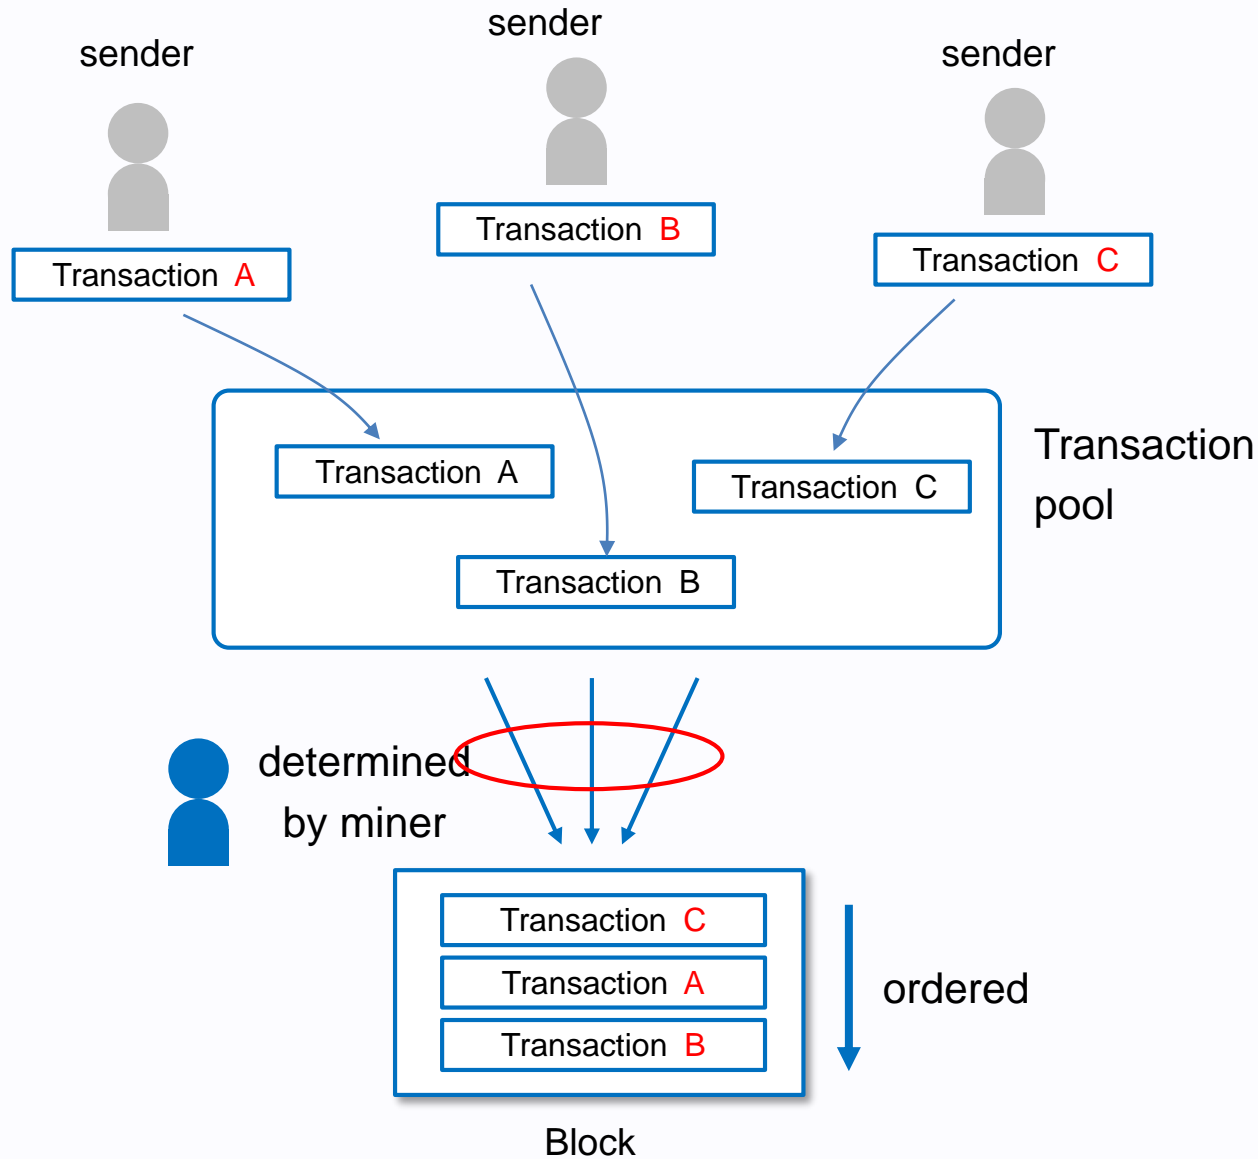 sender
sender
sender
Transaction A
Transaction B
Transaction C
Transaction A
Transaction C
Transaction B
Transaction
pool
determined
by miner
Transaction C
Transaction A
Transaction B
ordered
Block